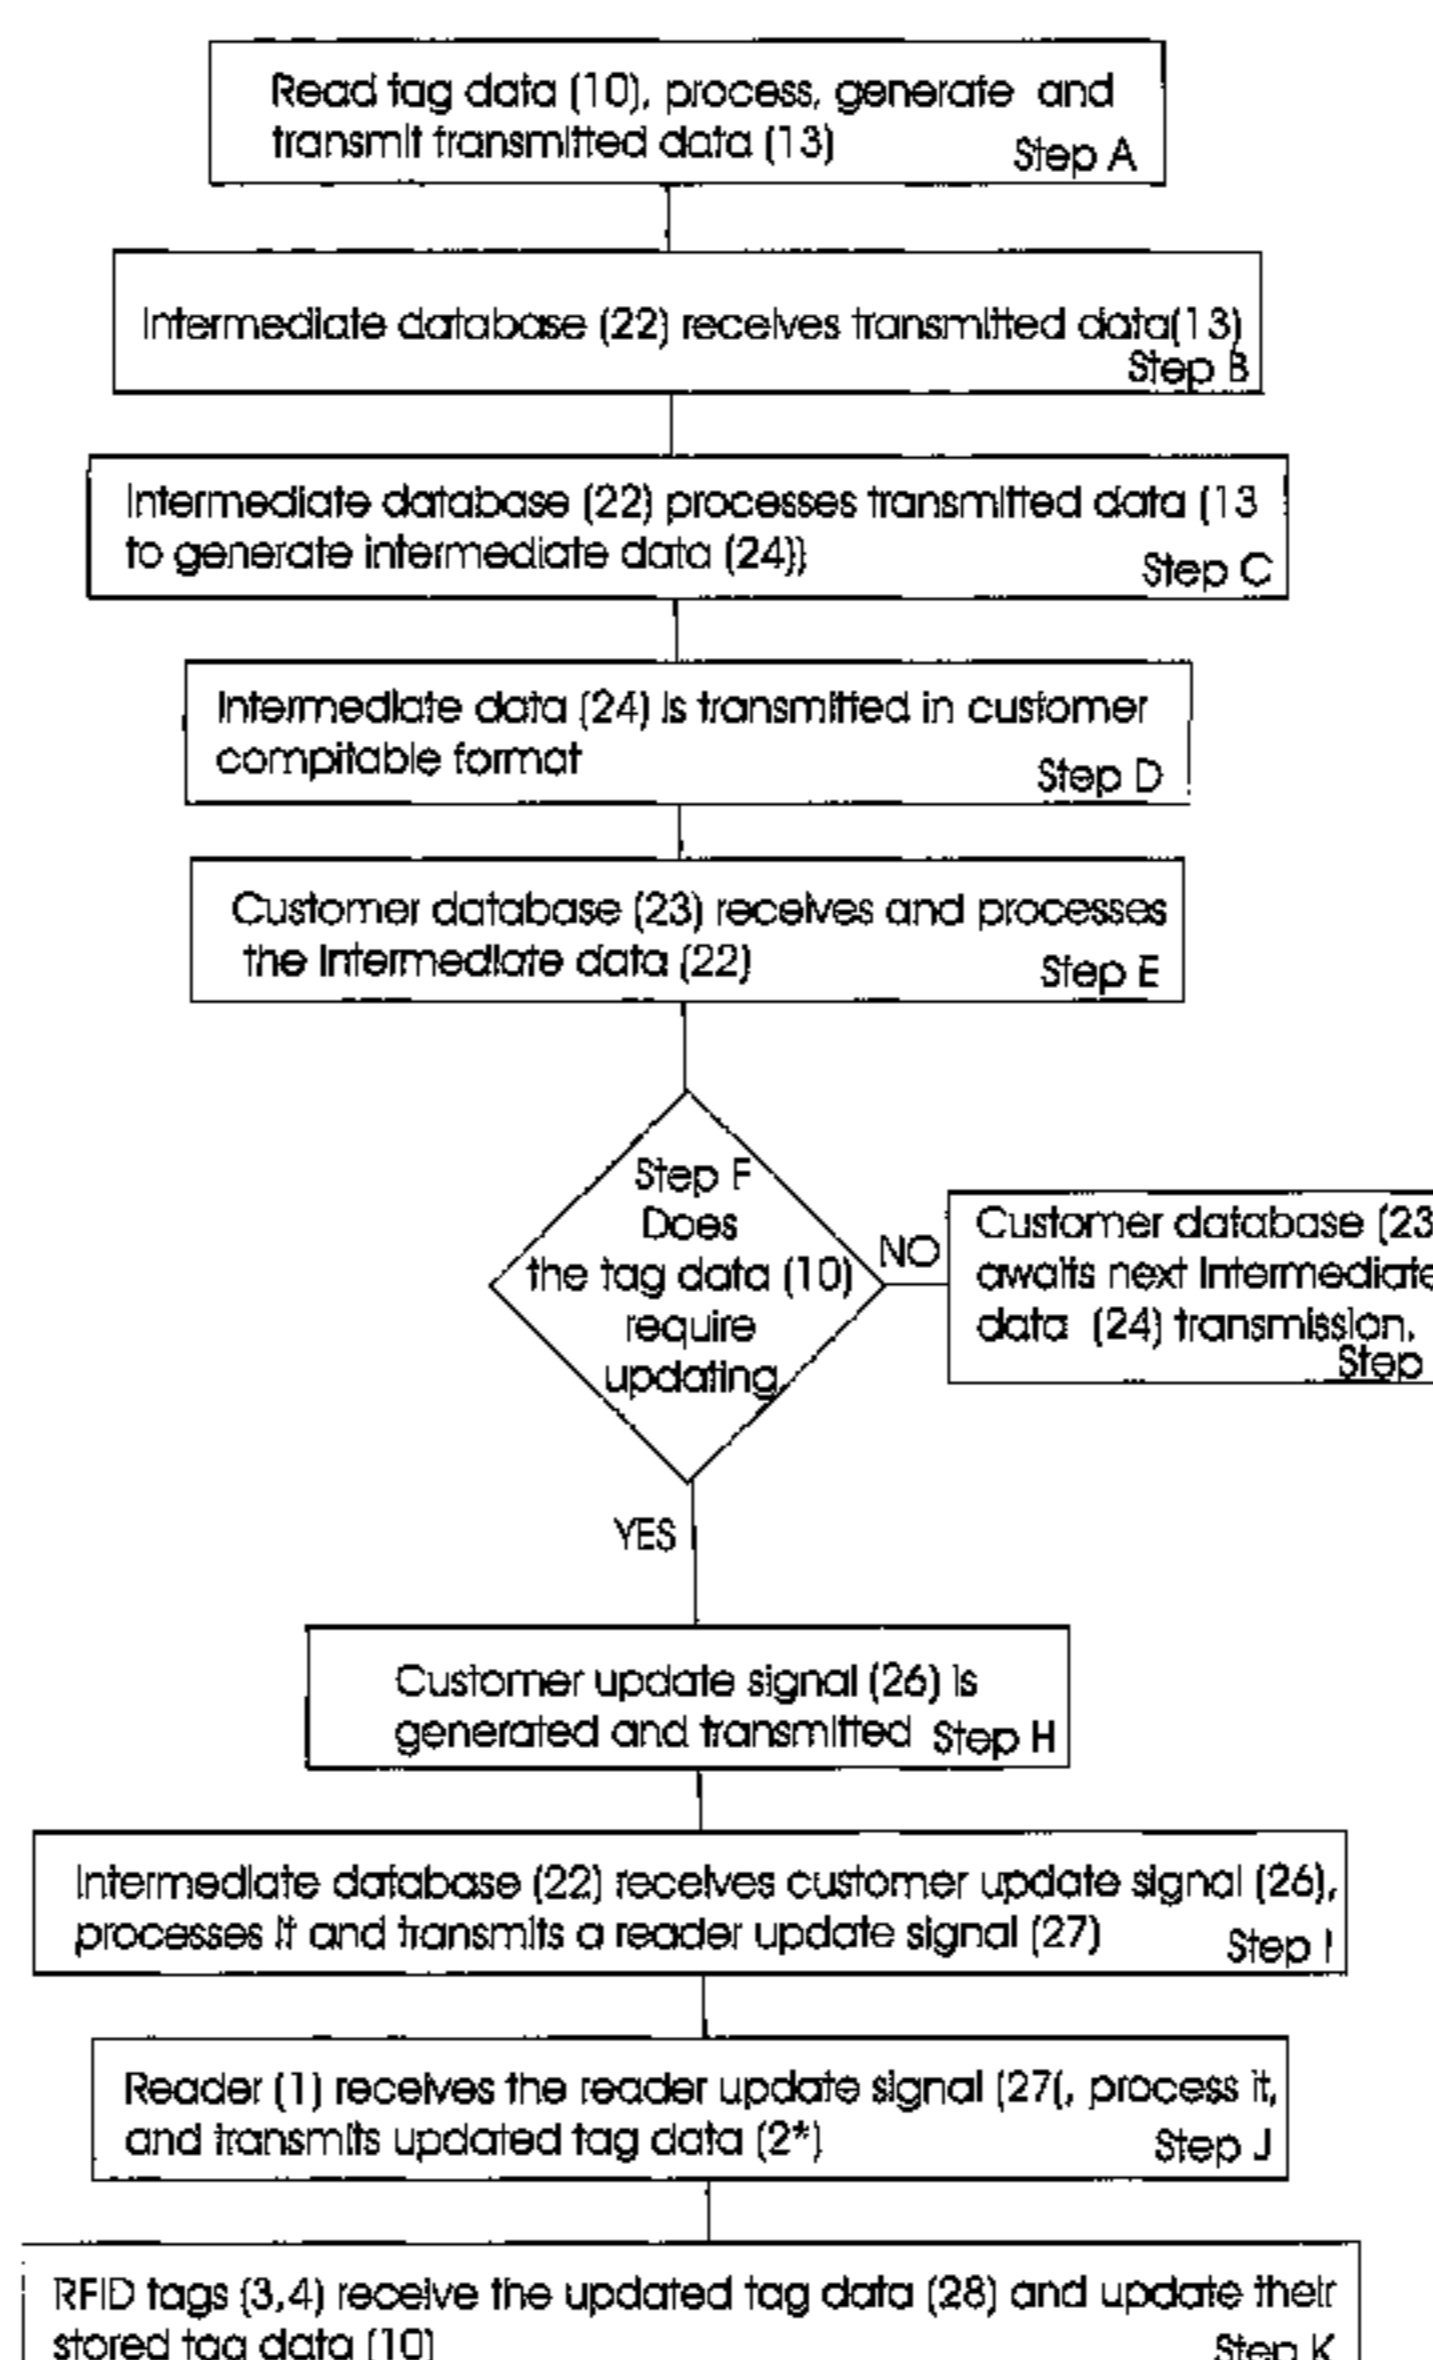 Read tag data (10), process, generate and
transmit transmitted data (13)
Step A
Intermediate database (22) receives transmitted data(13)
Step B
Intermediate database (22) processes transmitted data (13
to generate intermediate data (24))
Step C
Intermediate data (24) is transmitted in customer
compitable format
Step D
Customer database (23) receives and processes
the intermediate data (22)
Step E
Step F
Does
the tag data (10)
require
updating
NO
Customer database (23
awaits next intermediate
data (24) transmission.
Step
YES
Customer update signal (26) is
generated and transmitted
Step H
Intermediate database (22) receives customer update signal (26),
processes it and transmits a reader update signal (27)
Step I
Reader (1) receives the reader update signal (27(, process it,
and transmits updated tag data (2*)
Step J
RFID tags (3,4) receive the updated tag data (28) and update their
stored tag data (10)
Step K